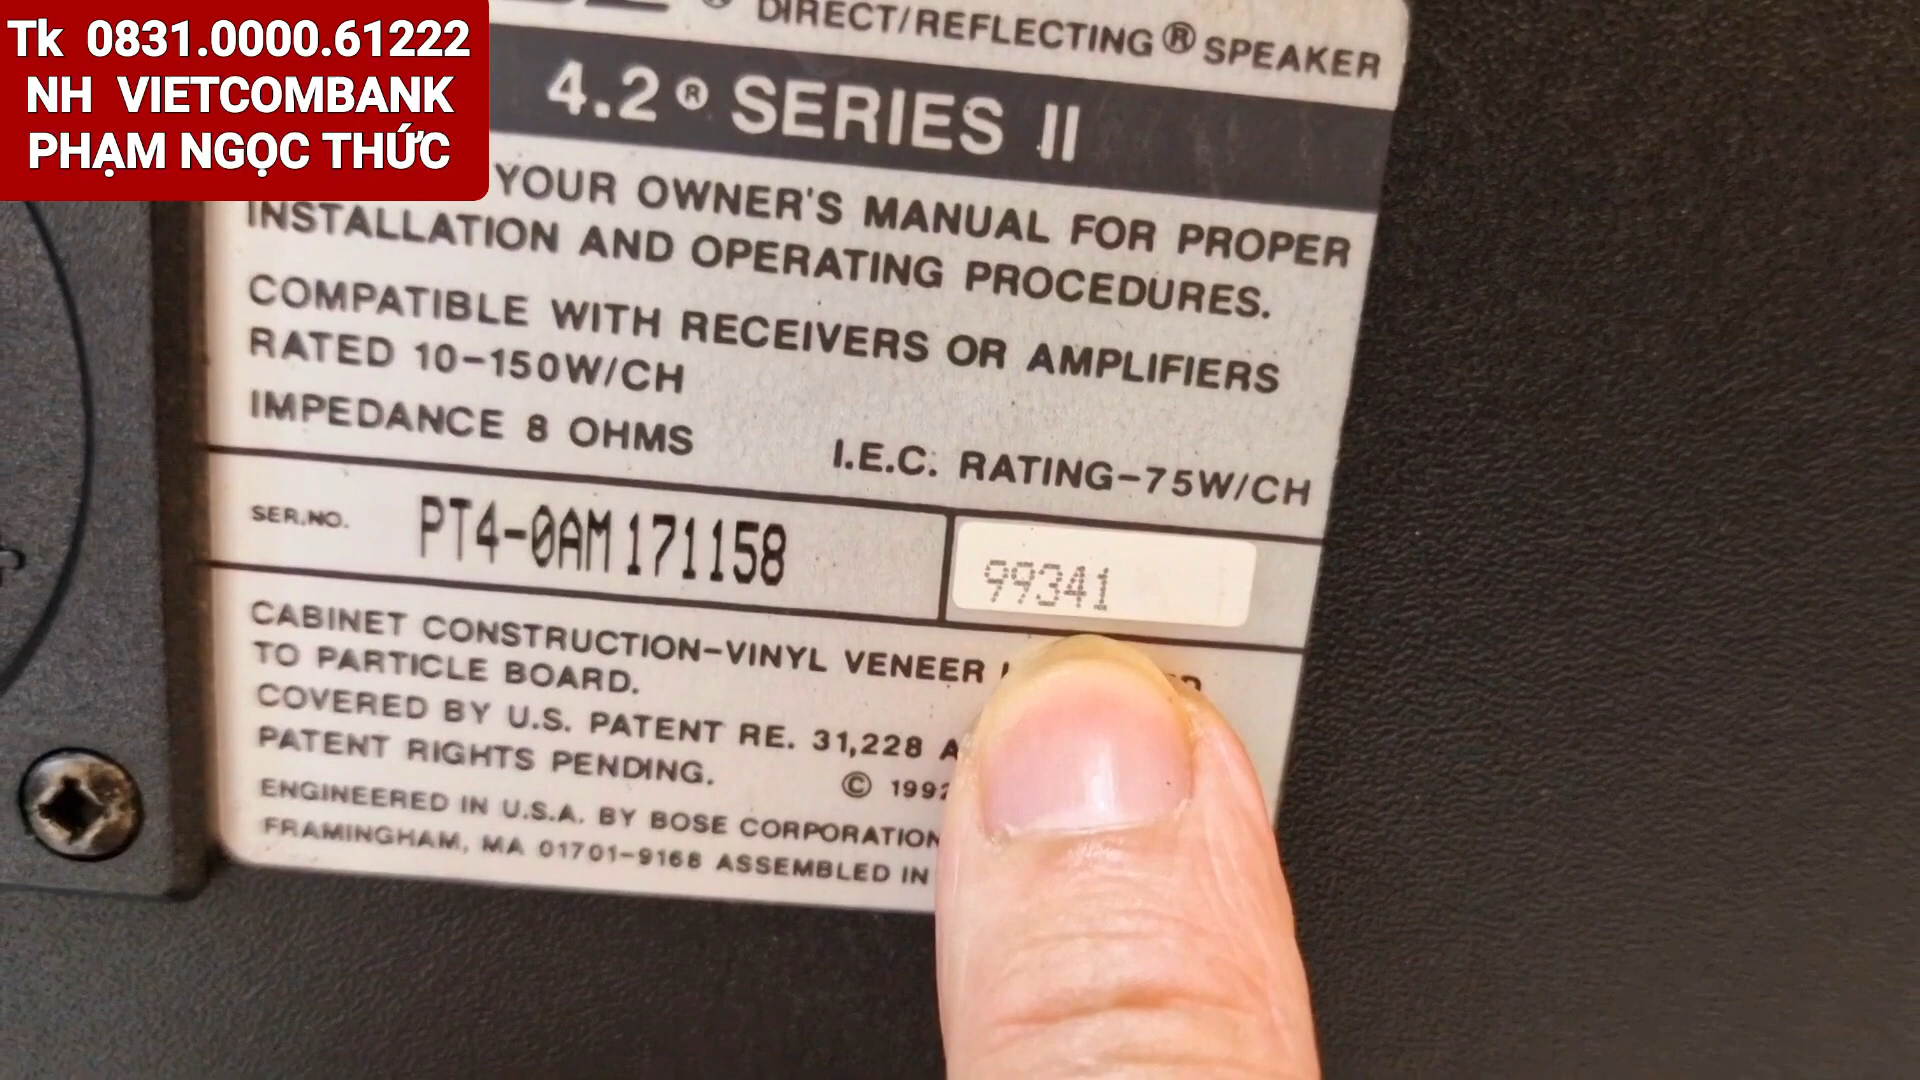 Tk 0831.0000.61222
NH VIETCOMBANK
PHẠM NGỌC THỨC
® DIRECT/REFLECTING® SPEAKER
4.2® SERIES II
YOUR OWNER'S MANUAL FOR PROPER
INSTALLATION AND OPERATING PROCEDURES.
COMPATIBLE WITH RECEIVERS OR AMPLIFIERS
RATED 10-150W/CH
IMPEDANCE 8 OHMS
I.E.C. RATING-75W/CH
SER.NO. PT4-0AM171158
99341
CABINET CONSTRUCTION-VINYL VENEER
TO PARTICLE BOARD.
COVERED BY U.S. PATENT RE. 31,228
PATENT RIGHTS PENDING.
© 1992
ENGINEERED IN U.S.A. BY BOSE CORPORATION
FRAMINGHAM, MA 01701-9168 ASSEMBLED IN